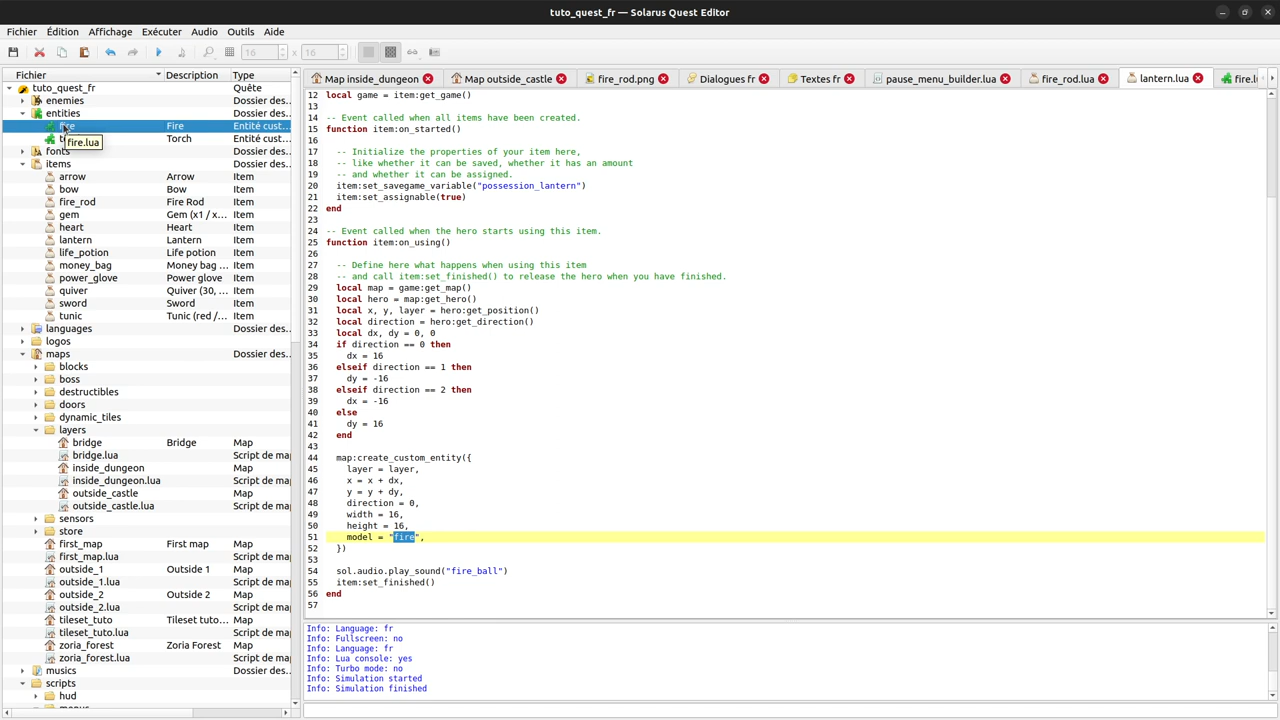 tuto_quest_fr — Solarus Quest Editor
Fichier Édition Affichage Exécuter Audio Outils Aide
16 x 16
Fichier Description Type
tuto_quest_fr Quête
enemies Dossier des...
entities Dossier des...
fire Fire Entité cust...
Torch Entité cust...
fire.lua
fonts Dossier des...
items Dossier des...
arrow Arrow Item
bow Bow Item
fire_rod Fire Rod Item
gem Gem (x1 / x... Item
heart Heart Item
lantern Lantern Item
life_potion Life potion Item
money_bag Money bag ... Item
power_glove Power glove Item
quiver Quiver (30, ... Item
sword Sword Item
tunic Tunic (red /... Item
languages Dossier des...
logos
maps Dossier des...
blocks
boss
destructibles
doors
dynamic_tiles
layers
bridge Bridge Map
bridge.lua Script de ma
inside_dungeon Map
inside_dungeon.lua Script de ma
outside_castle Map
outside_castle.lua Script de ma
sensors
store
first_map First map Map
first_map.lua Script de ma
outside_1 Outside 1 Map
outside_1.lua Script de ma
outside_2 Outside 2 Map
outside_2.lua Script de ma
tileset_tuto Tileset tuto... Map
tileset_tuto.lua Script de ma
zoria_forest Zoria Forest Map
zoria_forest.lua Script de ma
musics Dossier des...
scripts
hud
menus
Map inside_dungeon Map outside_castle fire_rod.png Dialogues fr Textes fr pause_menu_builder.lua fire_rod.lua lantern.lua fire.lu
12 local game = item:get_game()
13
14 -- Event called when all items have been created.
15 function item:on_started()
16
17 -- Initialize the properties of your item here,
18 -- like whether it can be saved, whether it has an amount
19 -- and whether it can be assigned.
20 item:set_savegame_variable("possession_lantern")
21 item:set_assignable(true)
22 end
23
24 -- Event called when the hero starts using this item.
25 function item:on_using()
26
27 -- Define here what happens when using this item
28 -- and call item:set_finished() to release the hero when you have finished.
29 local map = game:get_map()
30 local hero = map:get_hero()
31 local x, y, layer = hero:get_position()
32 local direction = hero:get_direction()
33 local dx, dy = 0, 0
34 if direction == 0 then
35 dx = 16
36 elseif direction == 1 then
37 dy = -16
38 elseif direction == 2 then
39 dx = -16
40 else
41 dy = 16
42 end
43
44 map:create_custom_entity({
45 layer = layer,
46 x = x + dx,
47 y = y + dy,
48 direction = 0,
49 width = 16,
50 height = 16,
51 model = "fire",
52 })
53
54 sol.audio.play_sound("fire_ball")
55 item:set_finished()
56 end
57
Info: Language: fr
Info: Fullscreen: no
Info: Language: fr
Info: Lua console: yes
Info: Turbo mode: no
Info: Simulation started
Info: Simulation finished